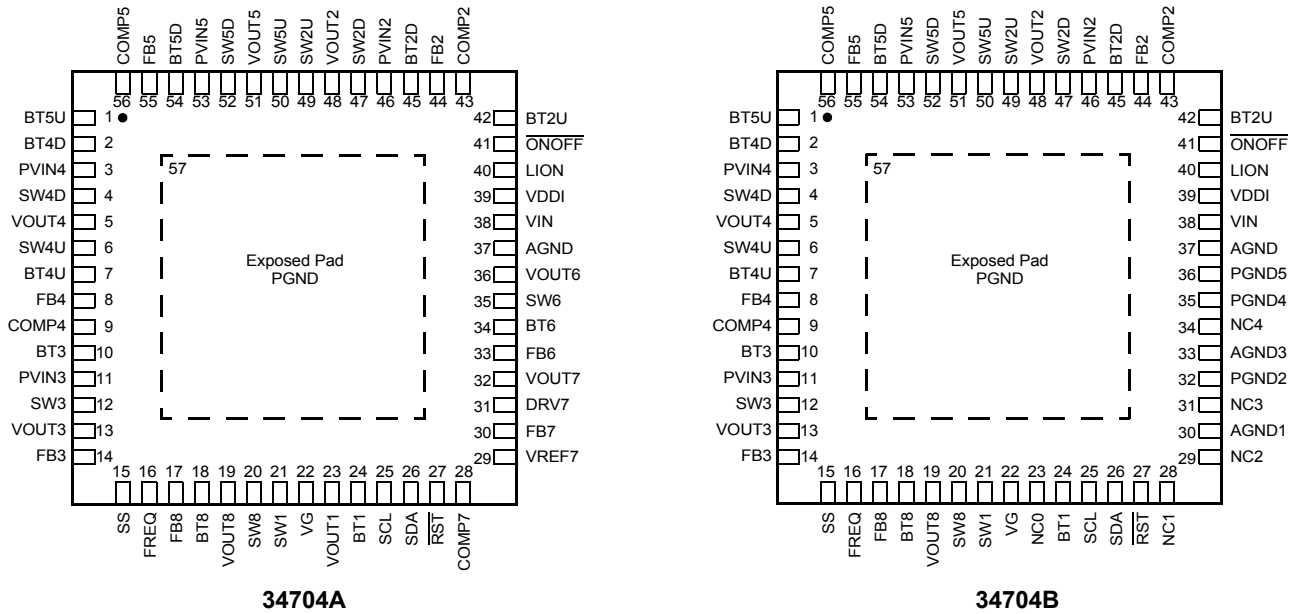 COMP5 FB5 BT5D PVIN5 SW5D VOUT5 SW5U SW2U VOUT2 SW2D PVIN2 BT2D FB2 COMP2
56 55 54 53 52 51 50 49 48 47 46 45 44 43
BT5U 1 42 BT2U
BT4D 2 41 ONOFF
PVIN4 3 57 40 LION
SW4D 4 39 VDDI
VOUT4 5 38 VIN
SW4U 6 37 AGND
BT4U 7 36 VOUT6
FB4 8 35 SW6
COMP4 9 34 BT6
BT3 10 33 FB6
PVIN3 11 32 VOUT7
SW3 12 31 DRV7
VOUT3 13 30 FB7
FB3 14 29 VREF7
Exposed Pad
PGND
15 16 17 18 19 20 21 22 23 24 25 26 27 28
SS FREQ FB8 BT8 VOUT8 SW8 SW1 VG VOUT1 BT1 SCL SDA RST COMP7
34704A
COMP5 FB5 BT5D PVIN5 SW5D VOUT5 SW5U SW2U VOUT2 SW2D PVIN2 BT2D FB2 COMP2
56 55 54 53 52 51 50 49 48 47 46 45 44 43
BT5U 1 42 BT2U
BT4D 2 41 ONOFF
PVIN4 3 57 40 LION
SW4D 4 39 VDDI
VOUT4 5 38 VIN
SW4U 6 37 AGND
BT4U 7 36 PGND5
FB4 8 35 PGND4
COMP4 9 34 NC4
BT3 10 33 AGND3
PVIN3 11 32 PGND2
SW3 12 31 NC3
VOUT3 13 30 AGND1
FB3 14 29 NC2
Exposed Pad
PGND
15 16 17 18 19 20 21 22 23 24 25 26 27 28
SS FREQ FB8 BT8 VOUT8 SW8 SW1 VG NC0 BT1 SCL SDA RST NC1
34704B